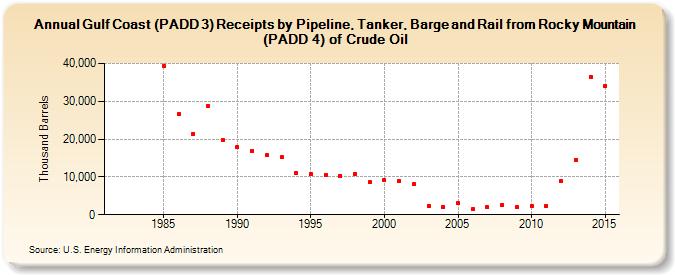 Annual Gulf Coast (PADD 3) Receipts by Pipeline, Tanker, Barge and Rail from Rocky Mountain
(PADD 4) of Crude Oil
Thousand Barrels
40,000
30,000
20,000
10,000
0
1985 1990 1995 2000 2005 2010 2015
Source: U.S. Energy Information Administration